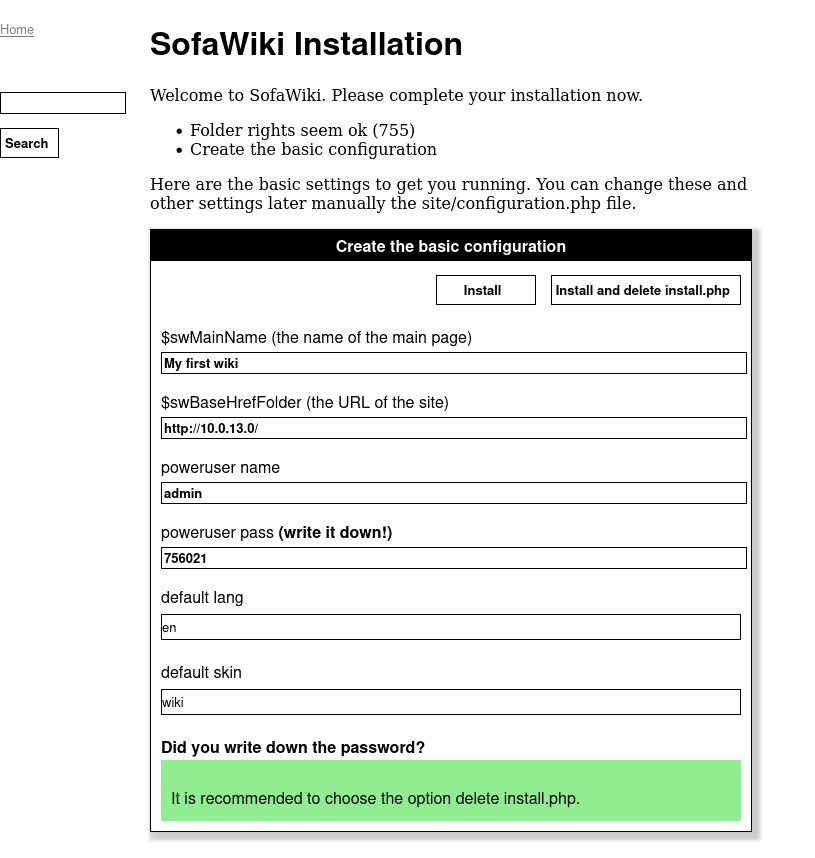 Home
Search
SofaWiki Installation
Welcome to SofaWiki. Please complete your installation now.
• Folder rights seem ok (755)
• Create the basic configuration
Here are the basic settings to get you running. You can change these and
other settings later manually the site/configuration.php file.
Create the basic configuration
Install
Install and delete install.php
$swMainName (the name of the main page)
My first wiki
$swBaseHrefFolder (the URL of the site)
http://10.0.13.0/
poweruser name
admin
poweruser pass (write it down!)
756021
default lang
en
default skin
wiki
Did you write down the password?
It is recommended to choose the option delete install.php.